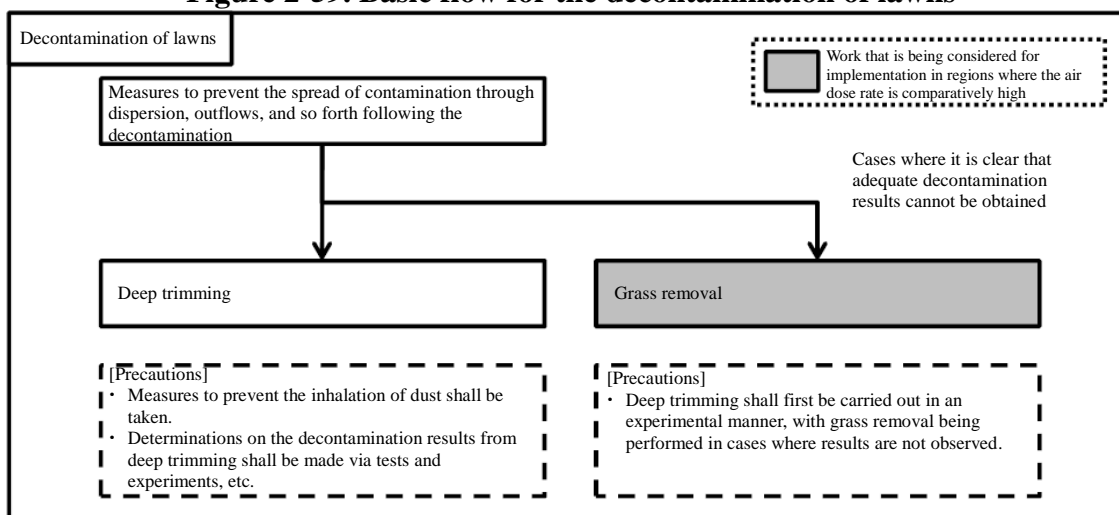 Figure 2-39. Basic flow for the decontamination of lawns
Decontamination of lawns
Work that is being considered for
implementation in regions where the air
dose rate is comparatively high
Measures to prevent the spread of contamination through
dispersion, outflows, and so forth following the
decontamination
Cases where it is clear that
adequate decontamination
results cannot be obtained
Deep trimming
Grass removal
[Precautions]
・ Measures to prevent the inhalation of dust shall be
taken.
・ Determinations on the decontamination results from
deep trimming shall be made via tests and
experiments, etc.
[Precautions]
・ Deep trimming shall first be carried out in an
experimental manner, with grass removal being
performed in cases where results are not observed.